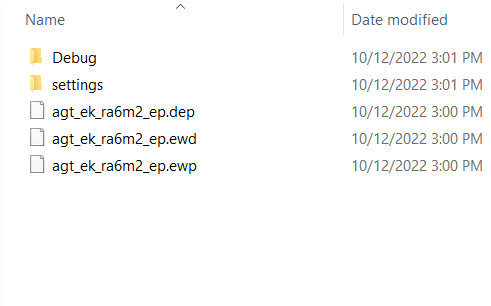 Name Date modified
Debug 10/12/2022 3:01 PM
settings 10/12/2022 3:01 PM
agt_ek_ra6m2_ep.dep 10/12/2022 3:00 PM
agt_ek_ra6m2_ep.ewd 10/12/2022 3:00 PM
agt_ek_ra6m2_ep.ewp 10/12/2022 3:00 PM